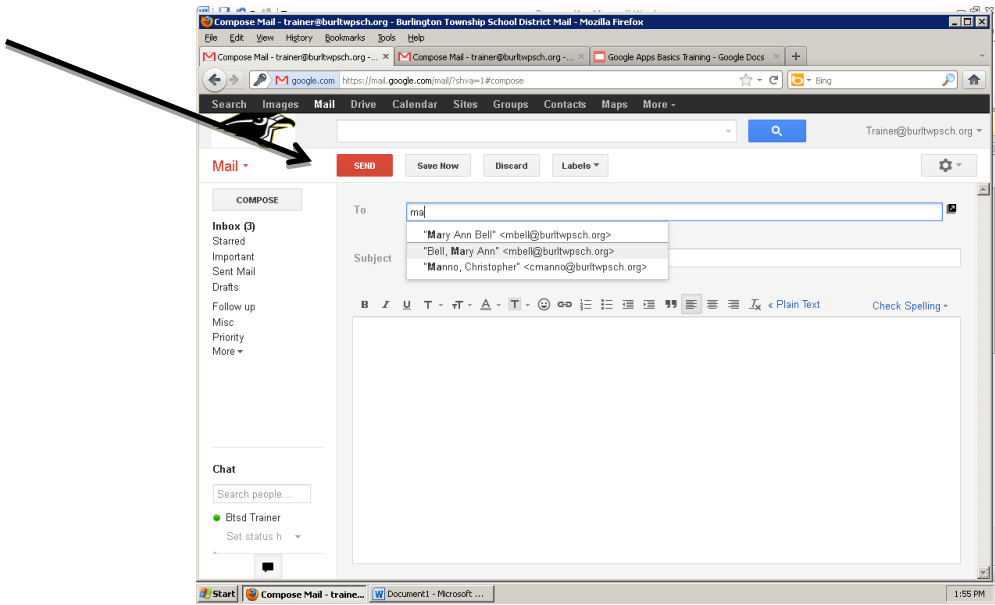 Compose Mail - trainer@burltwpsch.org - Burlington Township School District Mail - Mozilla Firefox
File Edit View History Bookmarks Tools Help
Compose Mail - trainer@burltwpsch.org -... × Compose Mail - trainer@burltwpsch.org -... × Google Apps Basics Training - Google Docs × +
google.com https://mail.google.com/mail/?shva=1#compose Bing
Search Images Mail Drive Calendar Sites Groups Contacts Maps More
Trainer@burltwpsch.org
Mail SEND Save Now Discard Labels
COMPOSE
To ma
Inbox (3)
"Mary Ann Bell" <mbell@burltwpsch.org>
Starred
"Bell, Mary Ann" <mbell@burltwpsch.org>
Important
Subject
"Manno, Christopher" <cmanno@burltwpsch.org>
Sent Mail
Drafts
Follow up
B I U T TT A T Tx « Plain Text Check Spelling
Misc
Priority
More
Chat
Search people...
Btsd Trainer
Set status h
Start Compose Mail - traine... Document1 - Microsoft ... 1:55 PM